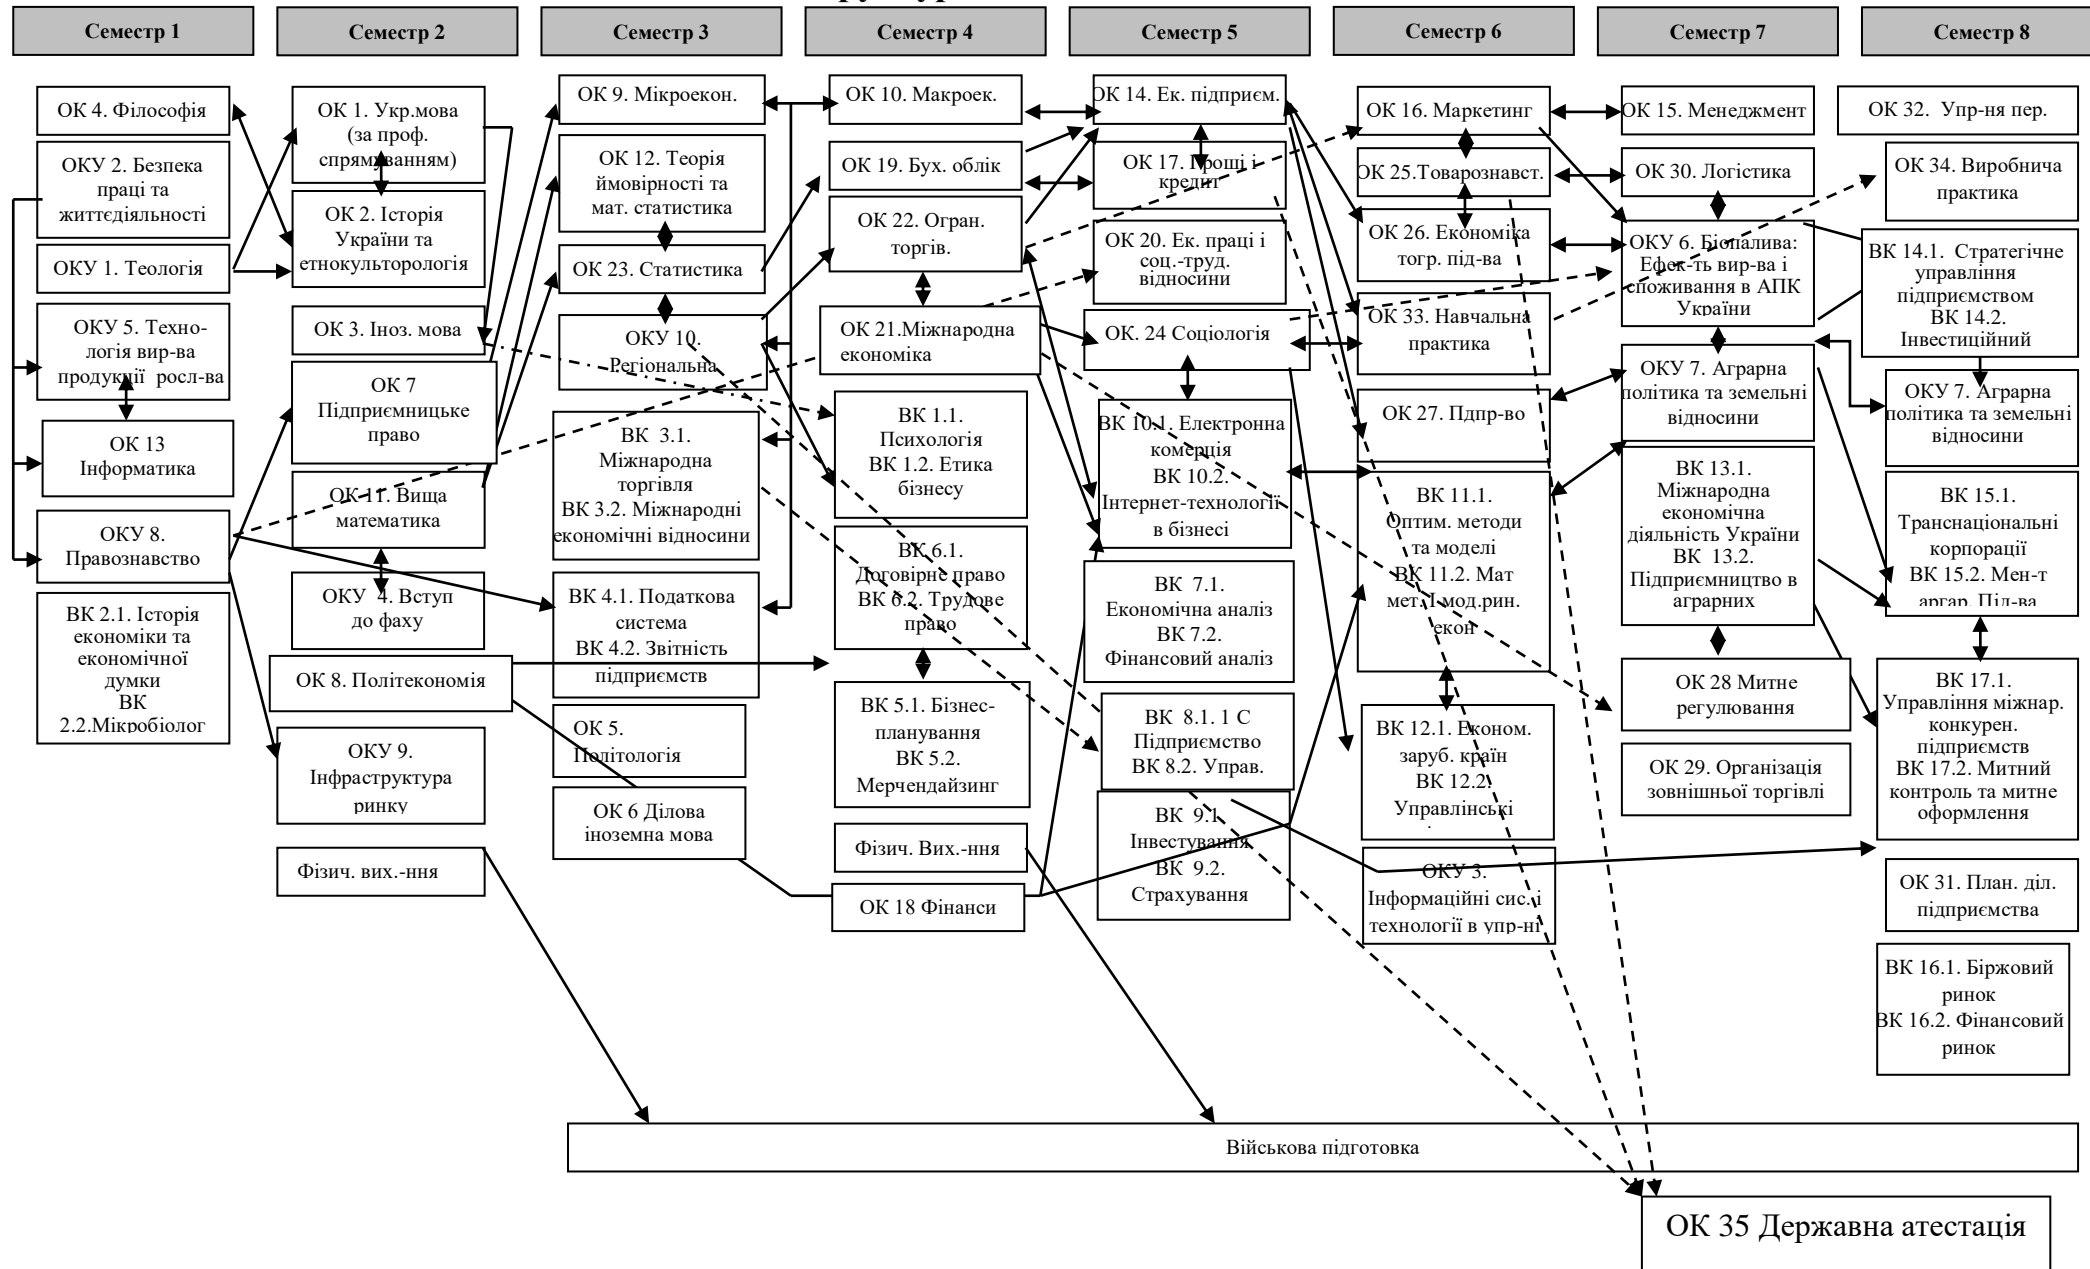 Семестр 1
Семестр 2
Семестр 3
Семестр 4
Семестр 5
Семестр 6
Семестр 7
Семестр 8
ОК 4. Філософія
ОКУ 2. Безпека
праці та
життєдіяльності
ОКУ 1. Теологія
ОКУ 5. Техно-
логія вир-ва
продукції росл-ва
ОК 13
Інформатика
ОКУ 8.
Правознавство
ВК 2.1. Історія
економіки та
економічної
думки
ВК
2.2.Мікробіолог
ОК 1. Укр.мова
(за проф.
спрямуванням)
ОК 2. Історія
України та
етнокульторологія
ОК 3. Іноз. мова
ОК 7
Підприємницьке
право
ОК 11. Вища
математика
ОКУ 4. Вступ
до фаху
ОК 8. Політекономія
ОКУ 9.
Інфраструктура
ринку
Фізич. вих.-ння
ОК 9. Мікроекон.
ОК 12. Теорія
ймовірності та
мат. статистика
ОК 23. Статистика
ОКУ 10.
Регіональна
ВК 3.1.
Міжнародна
торгівля
ВК 3.2. Міжнародні
економічні відносини
ВК 4.1. Податкова
система
ВК 4.2. Звітність
підприємств
ОК 5.
Політологія
ОК 6 Ділова
іноземна мова
ОК 10. Макроек.
ОК 19. Бух. облік
ОК 22. Огран.
торгів.
ОК 21.Міжнародна
економіка
ВК 1.1.
Психологія
ВК 1.2. Етика
бізнесу
ВК 6.1.
Договірне право
ВК 6.2. Трудове
право
ВК 5.1. Бізнес-
планування
ВК 5.2.
Мерчендайзинг
Фізич. Вих.-ння
ОК 18 Фінанси
ОК 14. Ек. підприєм.
ОК 17. Гроші і
кредит
ОК 20. Ек. праці і
соц.-труд.
відносини
ОК. 24 Соціологія
ВК 10.1. Електронна
комерція
ВК 10.2.
Інтернет-технології
в бізнесі
ВК 7.1.
Економічна аналіз
ВК 7.2.
Фінансовий аналіз
ВК 8.1. 1 С
Підприємство
ВК 8.2. Управ.
ВК 9.1
Інвестування
ВК 9.2.
Страхування
ОК 16. Маркетинг
ОК 25.Товарознавст.
ОК 26. Економіка
тогр. під-ва
ОК 33. Навчальна
практика
ОК 27. Пдпр-во
ВК 11.1.
Оптим. методи
та моделі
ВК 11.2. Мат
мет. І мод.рин.
екон
ВК 12.1. Економ.
заруб. країн
ВК 12.2.
Управлінські
ОКУ 3.
Інформаційні сис. і
технології в упр-ні
ОК 15. Менеджмент
ОК 30. Логістика
ОКУ 6. Біопалива:
Ефек-ть вир-ва і
споживання в АПК
України
ОКУ 7. Аграрна
політика та земельні
відносини
ВК 13.1.
Міжнародна
економічна
діяльність України
ВК 13.2.
Підприємництво в
аграрних
ОК 28 Митне
регулювання
ОК 29. Організація
зовнішньої торгівлі
ОК 32. Упр-ня пер.
ОК 34. Виробнича
практика
ВК 14.1. Стратегічне
управління
підприємством
ВК 14.2.
Інвестиційний
ОКУ 7. Аграрна
політика та земельні
відносини
ВК 15.1.
Транснаціональні
корпорації
ВК 15.2. Мен-т
аграр. Під-ва
ВК 17.1.
Управління міжнар.
конкурен.
підприємств
ВК 17.2. Митний
контроль та митне
оформлення
ОК 31. План. діл.
підприємства
ВК 16.1. Біржовий
ринок
ВК 16.2. Фінансовий
ринок
Військова підготовка
ОК 35 Державна атестація